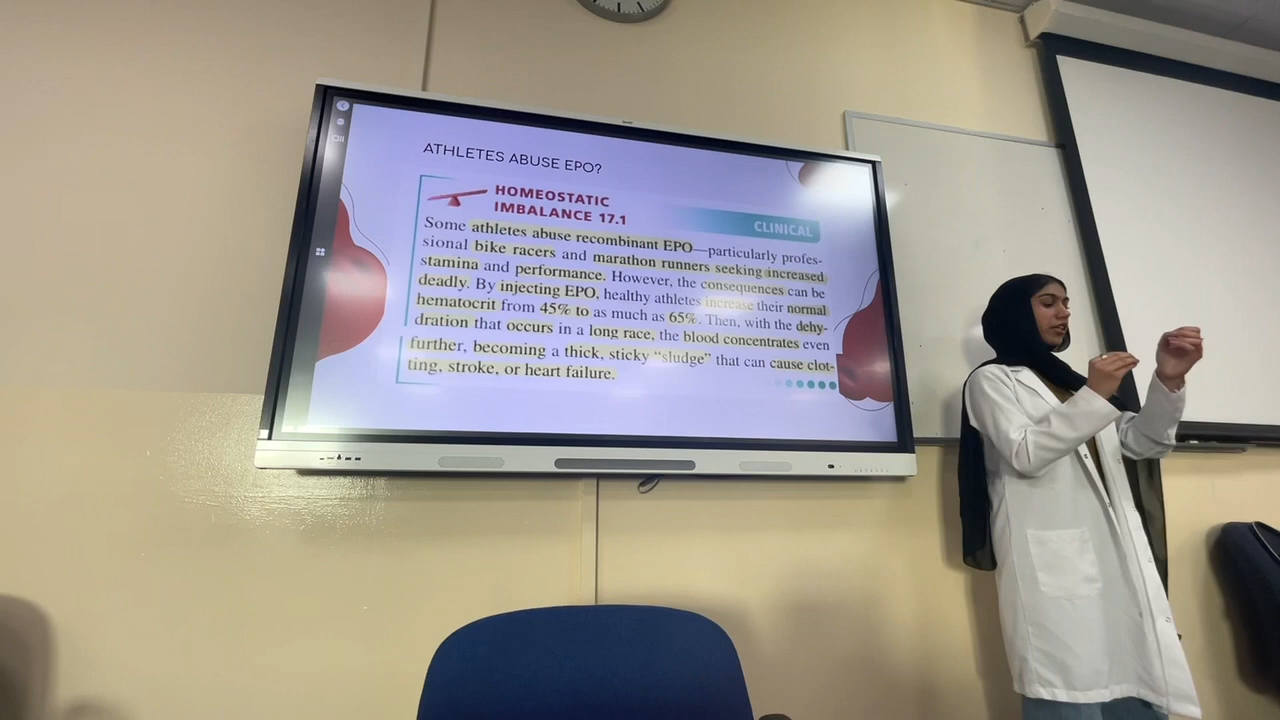 ATHLETES ABUSE EPO?
HOMEOSTATIC
IMBALANCE 17.1
CLINICAL
Some athletes abuse recombinant EPO—particularly profes-
sional bike racers and marathon runners seeking increased
stamina and performance. However, the consequences can be
deadly. By injecting EPO, healthy athletes increase their normal
hematocrit from 45% to as much as 65%. Then, with the dehy-
dration that occurs in a long race, the blood concentrates even
further, becoming a thick, sticky “sludge” that can cause clot-
ting, stroke, or heart failure.